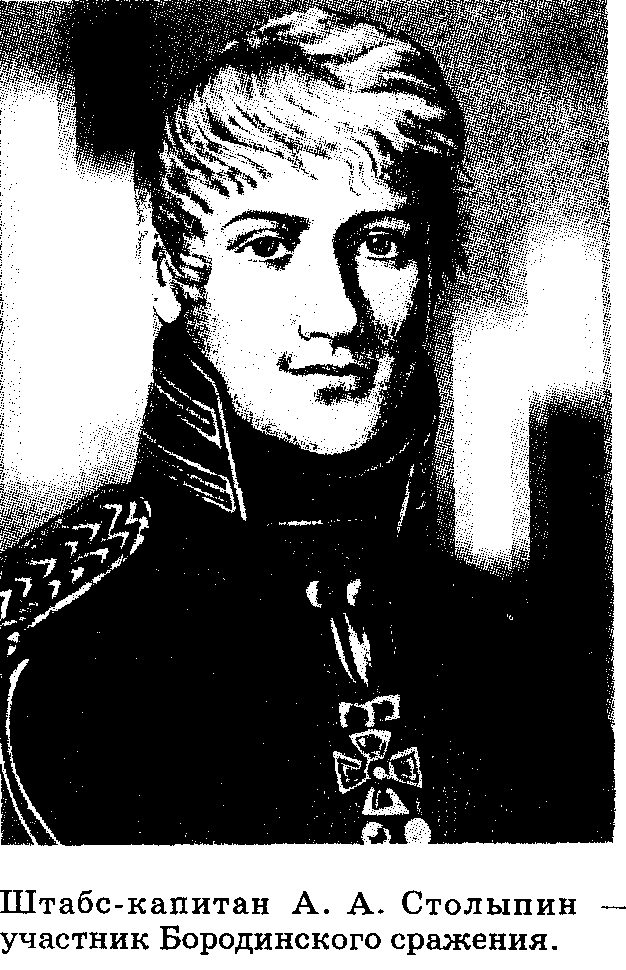 Штабс-капитан А. А. Столыпин —
участник Бородинского сражения.